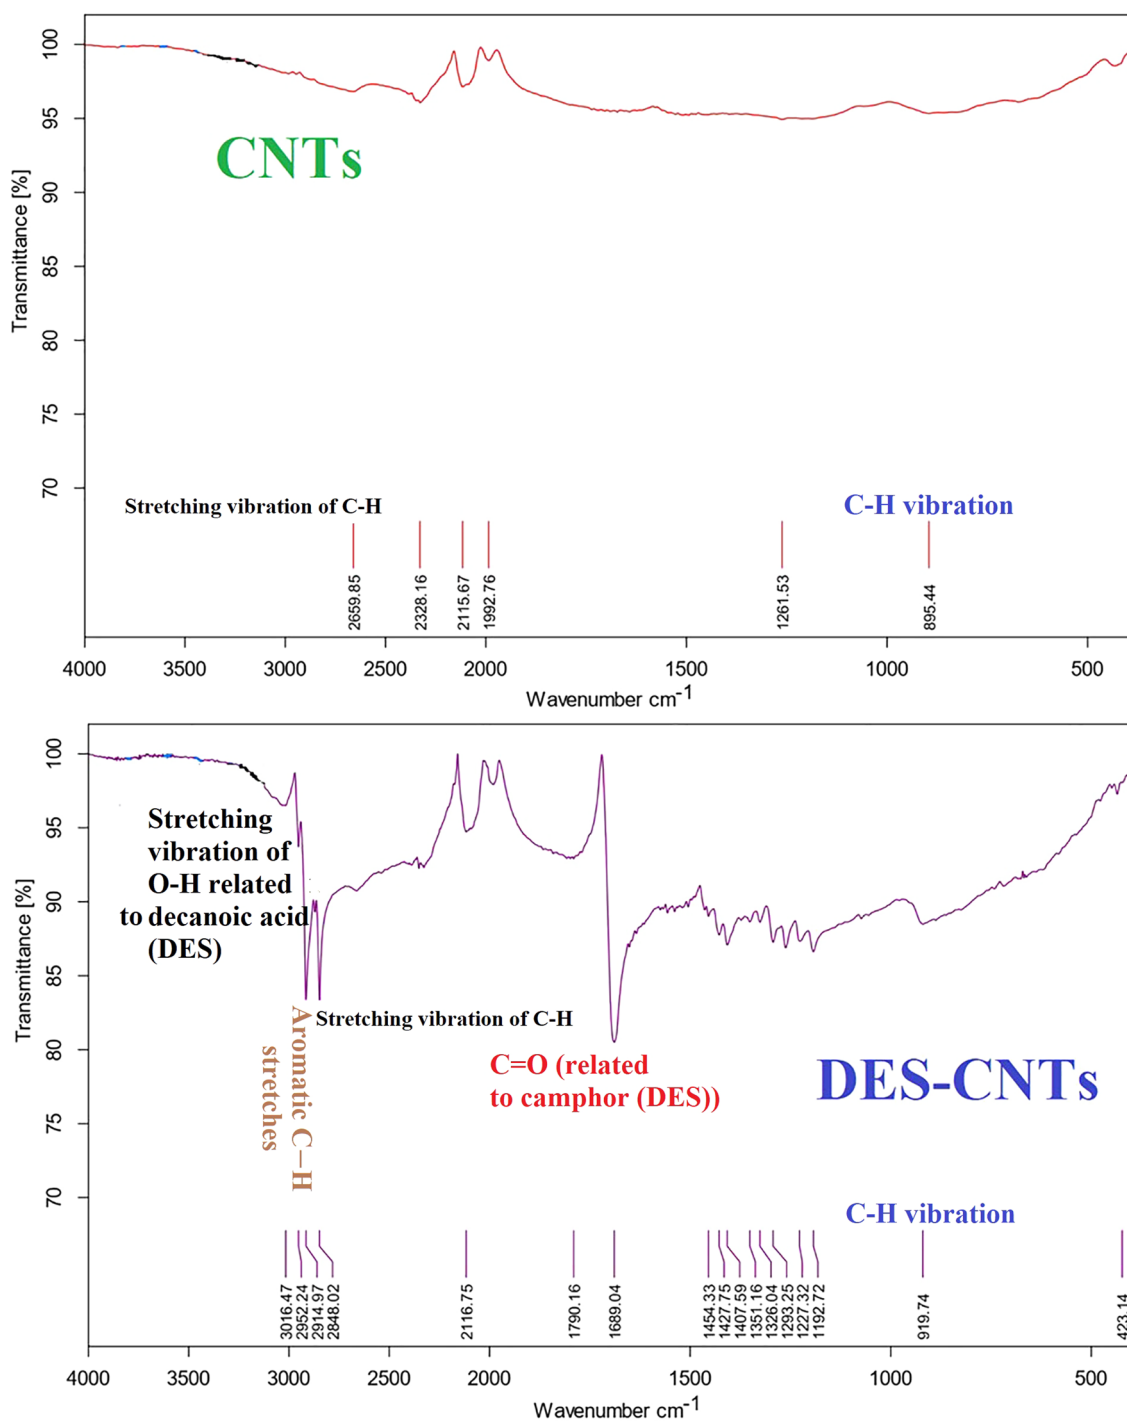 100
95
90
85
80
75
70
Transmittance [%]
CNTs
Stretching vibration of C-H
C-H vibration
2659.85
2328.16
2115.67
1992.76
1261.53
895.44
4000
3500
3000
2500
2000
1500
1000
500
Wavenumber cm-1
100
95
90
85
80
75
70
Transmittance [%]
Stretching
vibration of
O-H related
to decanoic acid
(DES)
Stretching vibration of C-H
Aromatic C–H
stretches
C=O (related
to camphor (DES))
DES-CNTs
C-H vibration
3016.47
2952.24
2914.97
2848.02
2116.75
1790.16
1689.04
1454.33
1427.75
1407.59
1351.16
1326.04
1293.25
1227.32
1192.72
919.74
423.14
4000
3500
3000
2500
2000
1500
1000
500
Wavenumber cm-1